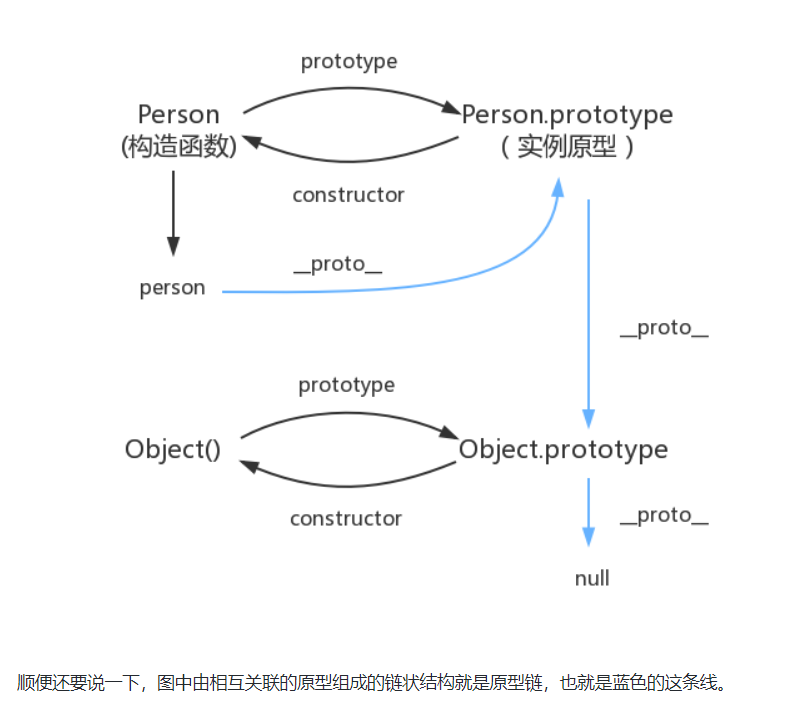 prototype
Person
(构造函数)
Person.prototype
( 实例原型 )
constructor
__proto__
person
__proto__
prototype
Object()
Object.prototype
constructor
__proto__
null
顺便还要说一下，图中由相互关联的原型组成的链状结构就是原型链，也就是蓝色的这条线。